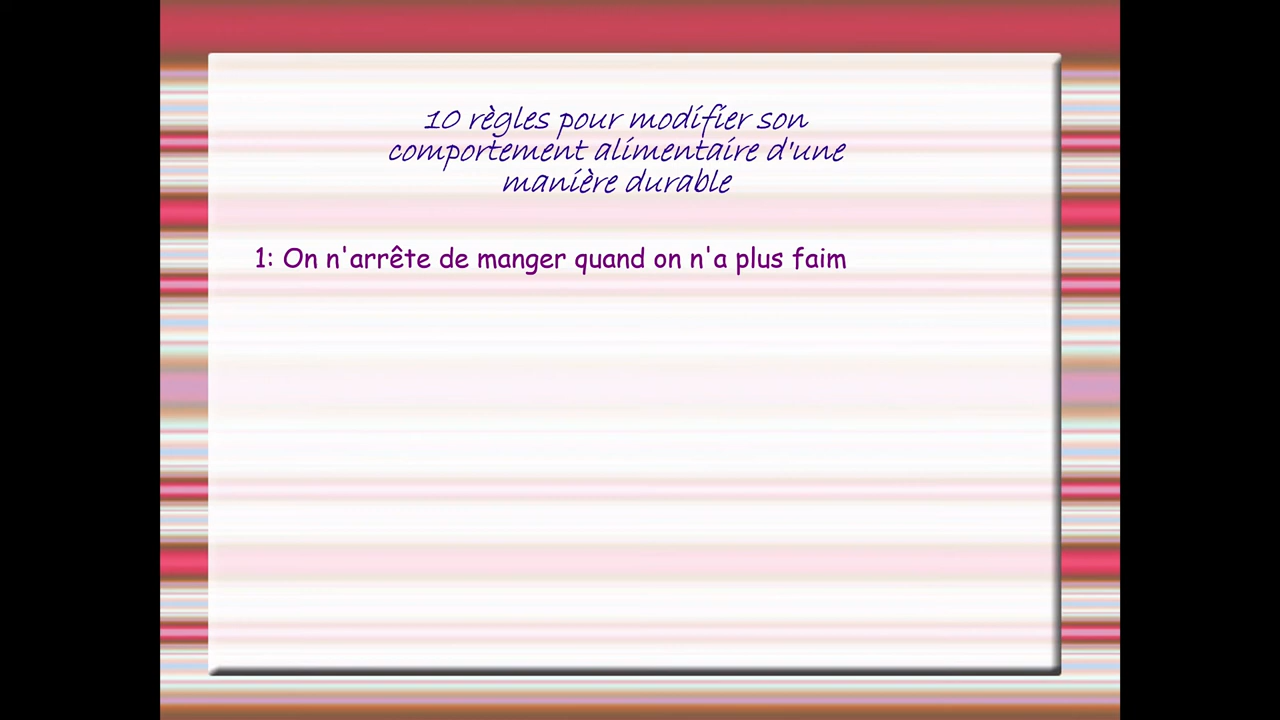 10 règles pour modifier son
comportement alimentaire d'une
manière durable
1: On n'arrête de manger quand on n'a plus faim